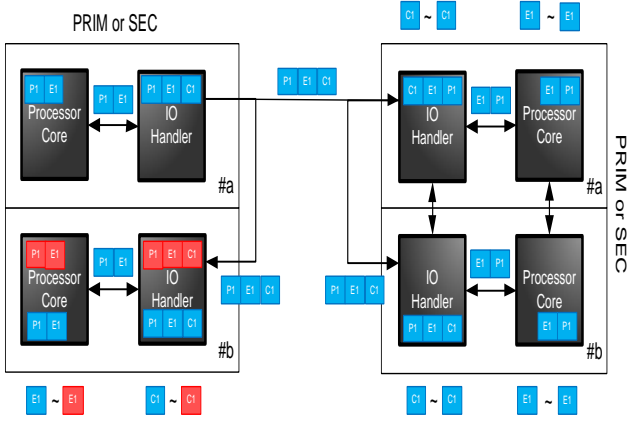 PRIM or SEC
C1 ~ C1
E1 ~ E1
P1 E1
P1 E1
P1 E1 C1
P1 E1 C1
C1 E1 P1
E1 P1
E1 P1
Processor
Core
IO
Handler
IO
Handler
Processor
Core
#a
#a
PRIM or SEC
P1 E1
P1 E1
P1 E1 C1
Processor
Core
IO
Handler
P1 E1
P1 E1 C1
P1 E1 C1
#b
P1 E1 C1
IO
Handler
P1 E1 C1
E1 P1
Processor
Core
E1 P1
#b
E1 ~ E1
C1 ~ C1
C1 ~ C1
E1 ~ E1